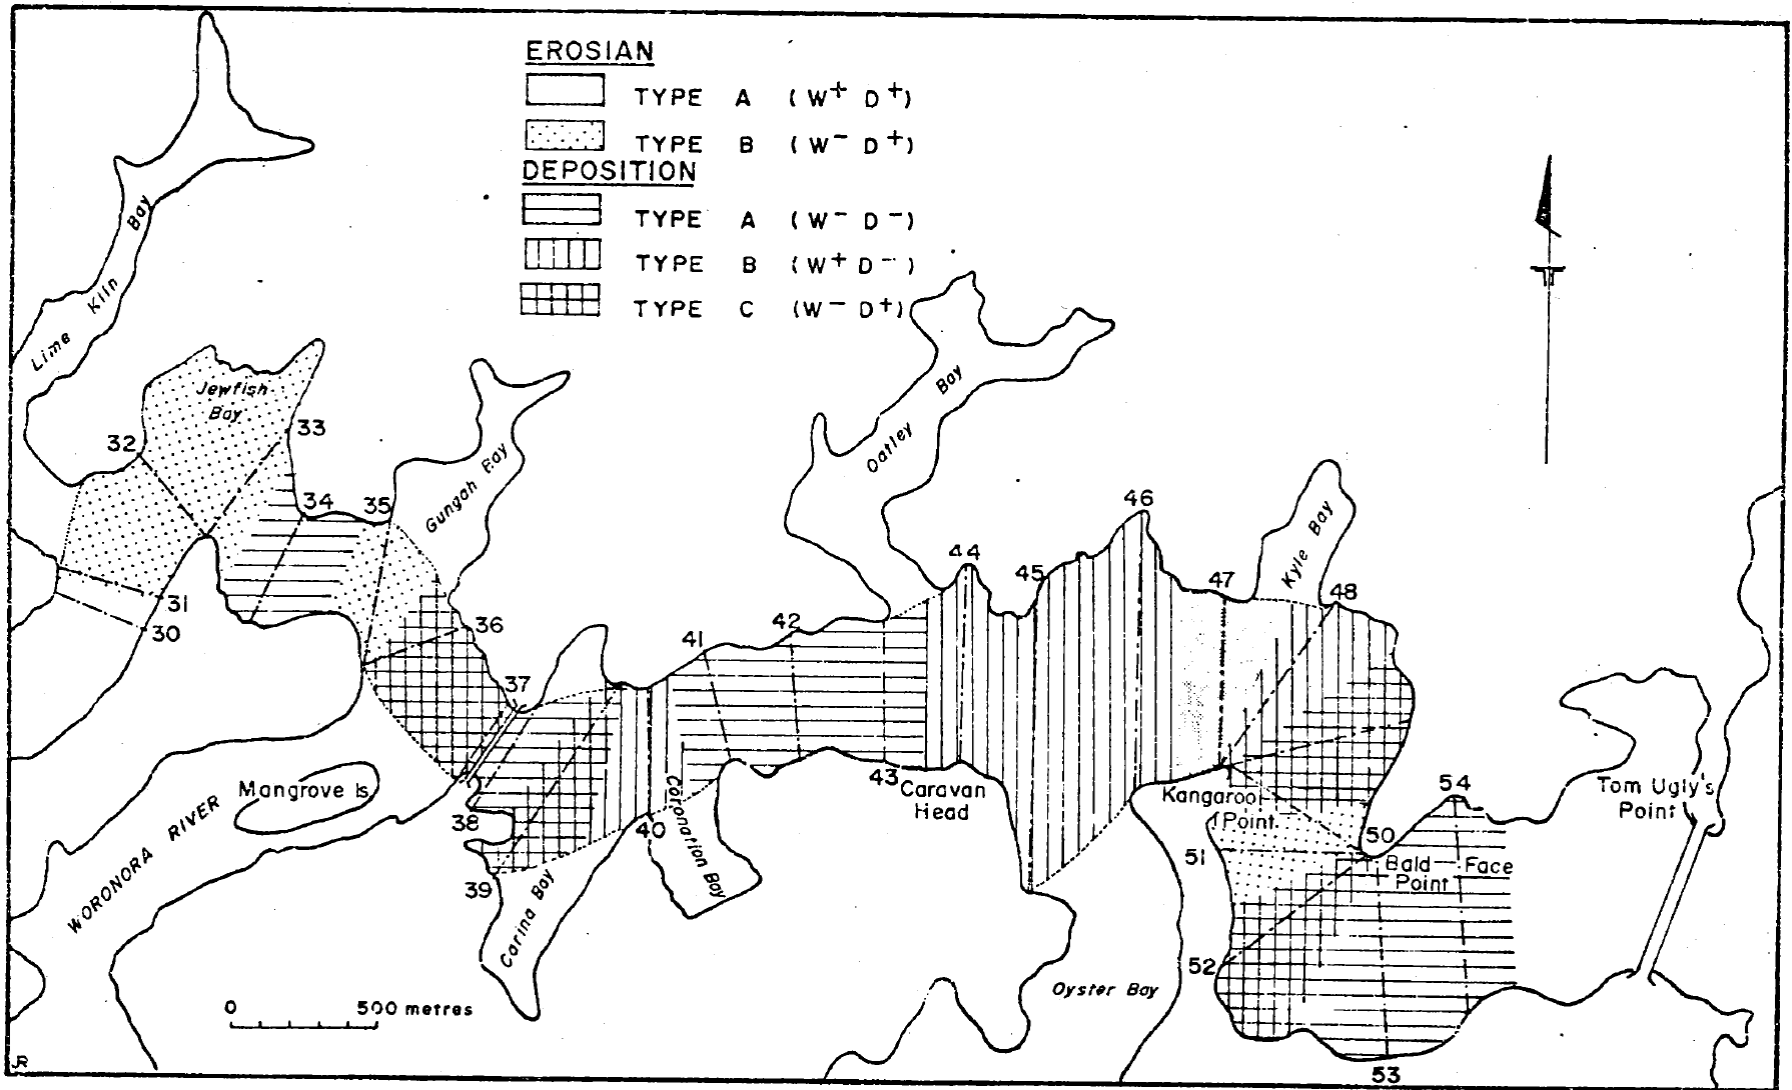 EROSIAN
TYPE A (W+ D+)
TYPE B (W- D+)
DEPOSITION
TYPE A (W- D-)
TYPE B (W+ D-)
TYPE C (W- D+)
Lime Kiln Bay
Jewfish
Bay
32
33
34
35
Gungah Bay
31
30
36
37
38
39
Mangrove Is.
WORONORA RIVER
Carina Bay
40
Coronation Bay
41
42
43
Caravan
Head
Oatley Bay
44
45
46
47
Kyle Bay
48
Kangaroo
Point
50
51
52
53
54
Bald Face
Point
Tom Ugly's
Point
Oyster Bay
0 500 metres
JR